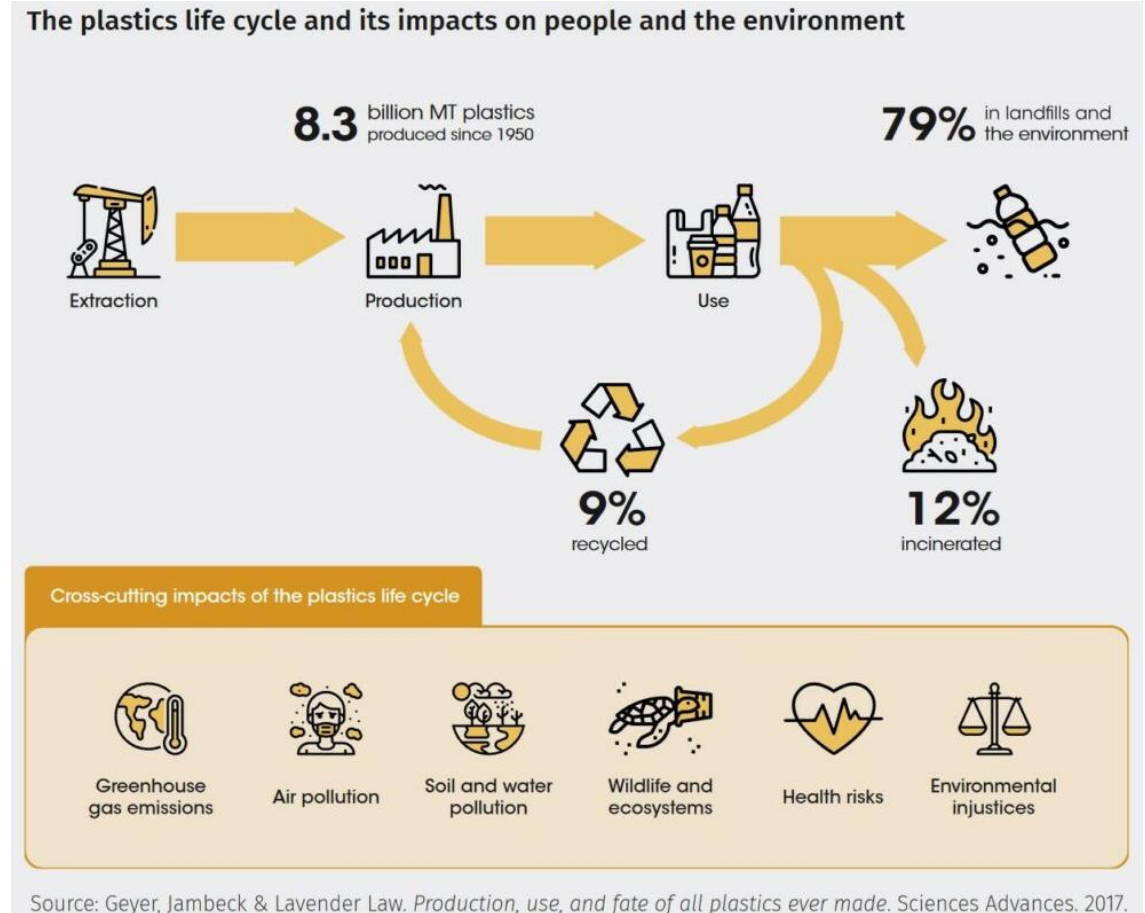 The plastics life cycle and its impacts on people and the environment
8.3 billion MT plastics
produced since 1950
79% in landfills and
the environment
Extraction
Production
Use
9%
recycled
12%
incinerated
Cross-cutting impacts of the plastics life cycle
Greenhouse
gas emissions
Air pollution
Soil and water
pollution
Wildlife and
ecosystems
Health risks
Environmental
injustices
Source: Geyer, Jambeck & Lavender Law. Production, use, and fate of all plastics ever made. Sciences Advances. 2017.